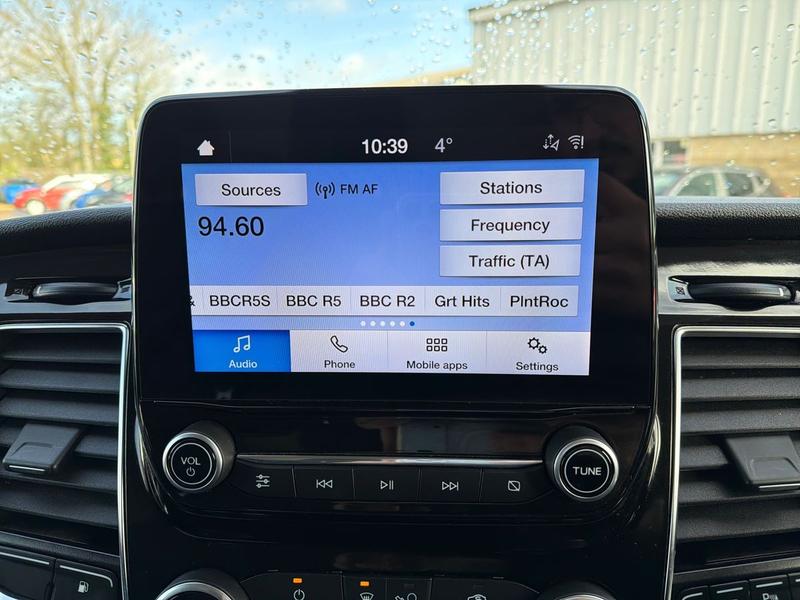 10:39 4°
Sources FM AF Stations
94.60 Frequency
Traffic (TA)
& BBCR5S BBC R5 BBC R2 Grt Hits PlntRoc
Audio Phone Mobile apps Settings
VOL TUNE